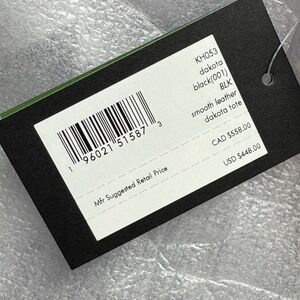 KH053
dakota
black(001)
BLK
smooth leather
dakota tote
1 96021 51587 3
Mfr Suggested Retail Price
CAD $558.00
USD $448.00